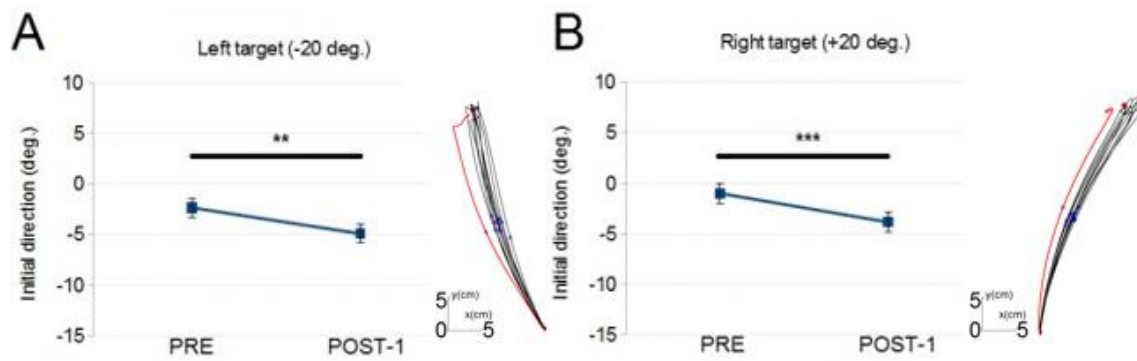 A
Left target (-20 deg.)
Initial direction (deg.)
10
5
0
-5
-10
-15
**
PRE
POST-1
5
y(cm)
x(cm)
0
5
B
Right target (+20 deg.)
Initial direction (deg.)
10
5
0
-5
-10
-15
***
PRE
POST-1
5
y(cm)
x(cm)
0
5